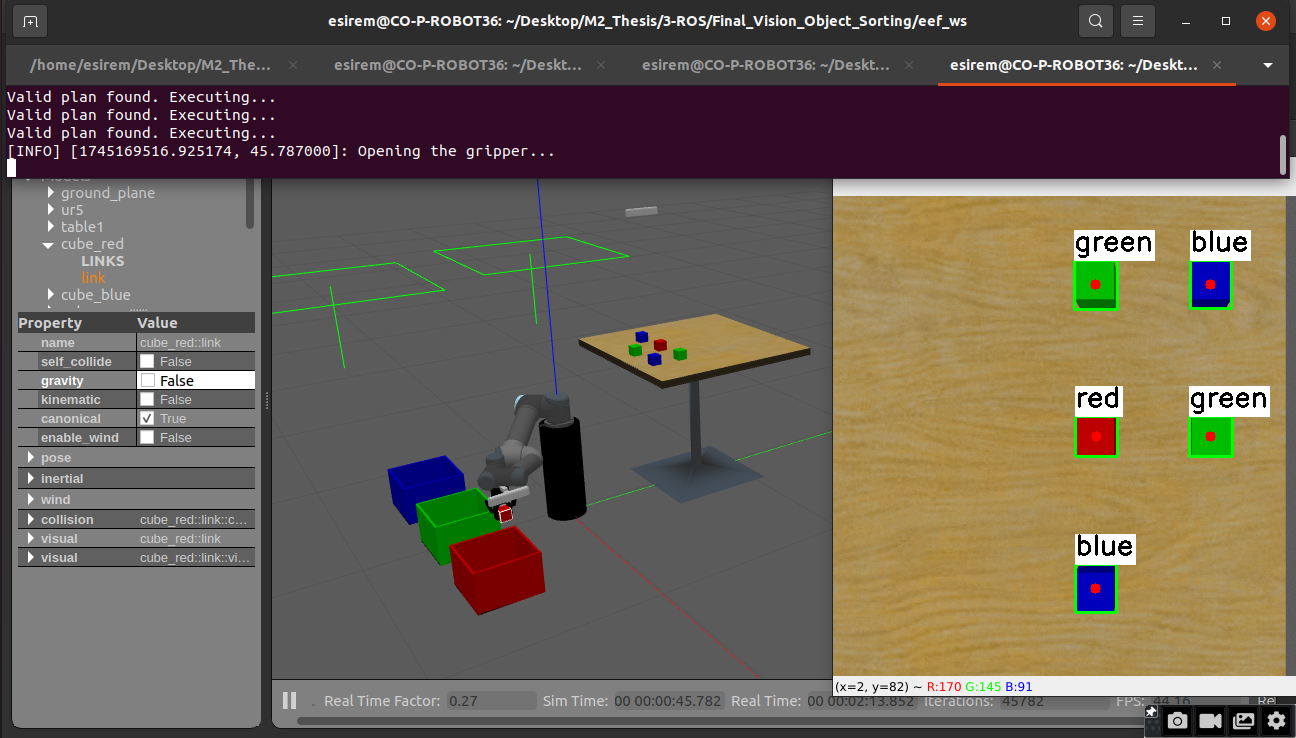 esirem@CO-P-ROBOT36: ~/Desktop/M2_Thesis/3-ROS/Final_Vision_Object_Sorting/eef_ws
/home/esirem/Desktop/M2_The...
esirem@CO-P-ROBOT36: ~/Deskt...
esirem@CO-P-ROBOT36: ~/Deskt...
esirem@CO-P-ROBOT36: ~/Deskt...
Valid plan found. Executing...
Valid plan found. Executing...
Valid plan found. Executing...
[INFO] [1745169516.925174, 45.787000]: Opening the gripper...
ground_plane
ur5
table1
cube_red
LINKS
link
cube_blue
Property Value
name cube_red::link
self_collide False
gravity False
kinematic False
canonical True
enable_wind False
pose
inertial
wind
collision cube_red::link::c...
visual cube_red::link
visual cube_red::link::vi...
green blue
red green
blue
(x=2, y=82) ~ R:170 G:145 B:91
Real Time Factor: 0.27 Sim Time: 00 00:00:45.782 Real Time: 00 00:02:13.852 Iterations: 45782 FPS: 44.16 Re